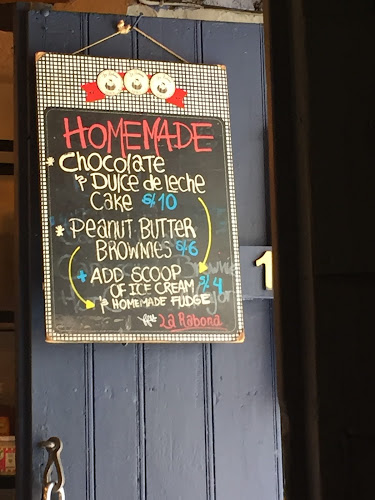 HOMEMADE
* Chocolate
y Dulce de leche
Cake S/. 10
* Peanut Butter
Brownies S/. 6
+ Add scoop
of ice cream S/. 4
y homemade fudge
La Rabona
1